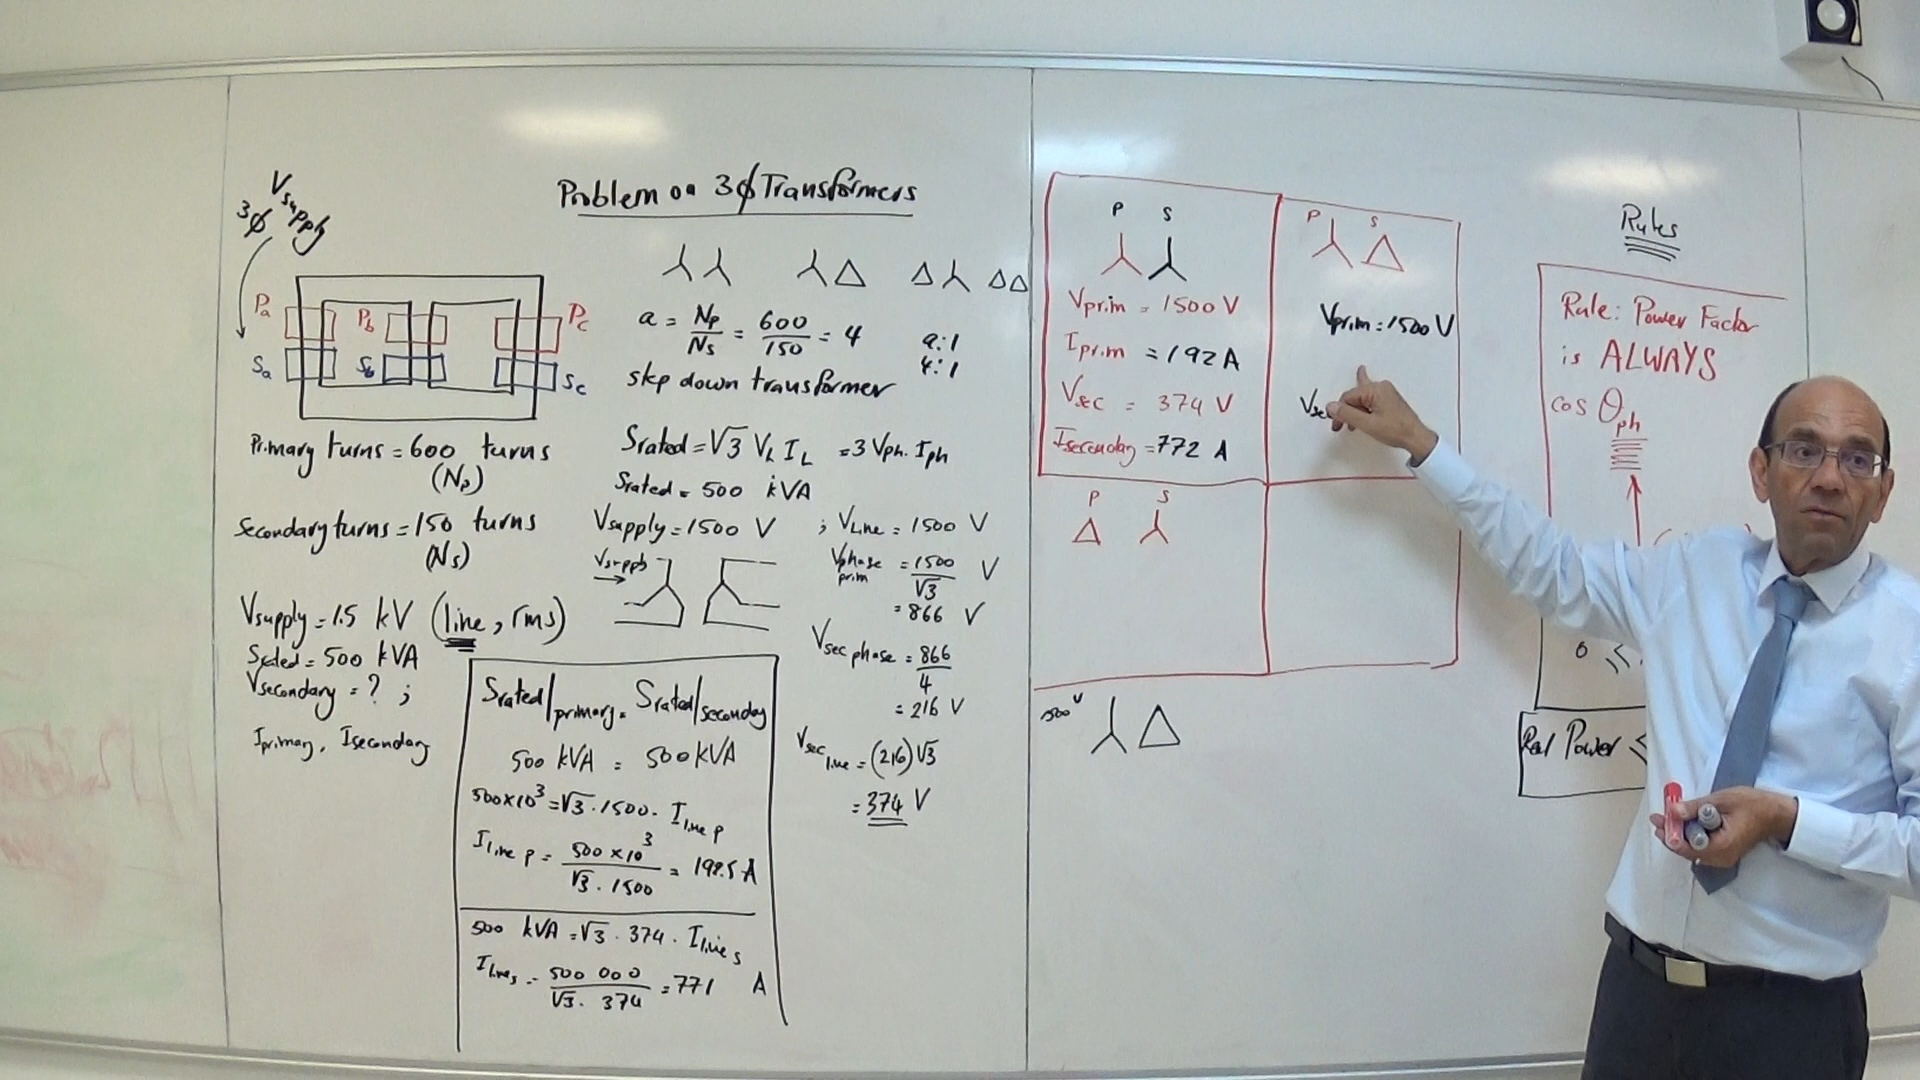 Problem on 3ϕ Transformers
Vsupply
3ϕ
Pa
Pb
Pc
Sa
Sb
Sc
Primary turns = 600 turns
(Np)
Secondary turns = 150 turns
(Ns)
Vsupply = 1.5 kV (line, rms)
Srated = 500 kVA
Vsecondary = ? ;
Iprimary, Isecondary
a = Np/Ns = 600/150 = 4
a:1
4:1
step down transformer
Srated = √3 VL IL = 3 Vph. Iph
Srated = 500 kVA
Vsupply = 1500 V ; VLine = 1500 V
Vsupply
Vphase prim = 1500/√3 V
= 866 V
Vsec phase = 866/4
= 216 V
Vsec line = (216)√3
= 374 V
Srated/primary = Srated/secondary
500 kVA = 500 kVA
500x10³ = √3 . 1500 . Iline p
Iline p = 500 x 10³/√3 . 1500 = 192.5 A
500 kVA = √3 . 374 . Iline s
Iline s = 500 000/√3 . 374 = 771 A
P S
Vprim = 1500 V
Iprim = 192 A
Vsec = 374 V
Isecondary = 772 A
P S
Vprim = 1500 V
Vsec
P S
Rules
Rule: Power Factor
is ALWAYS
cos θph
Real Power